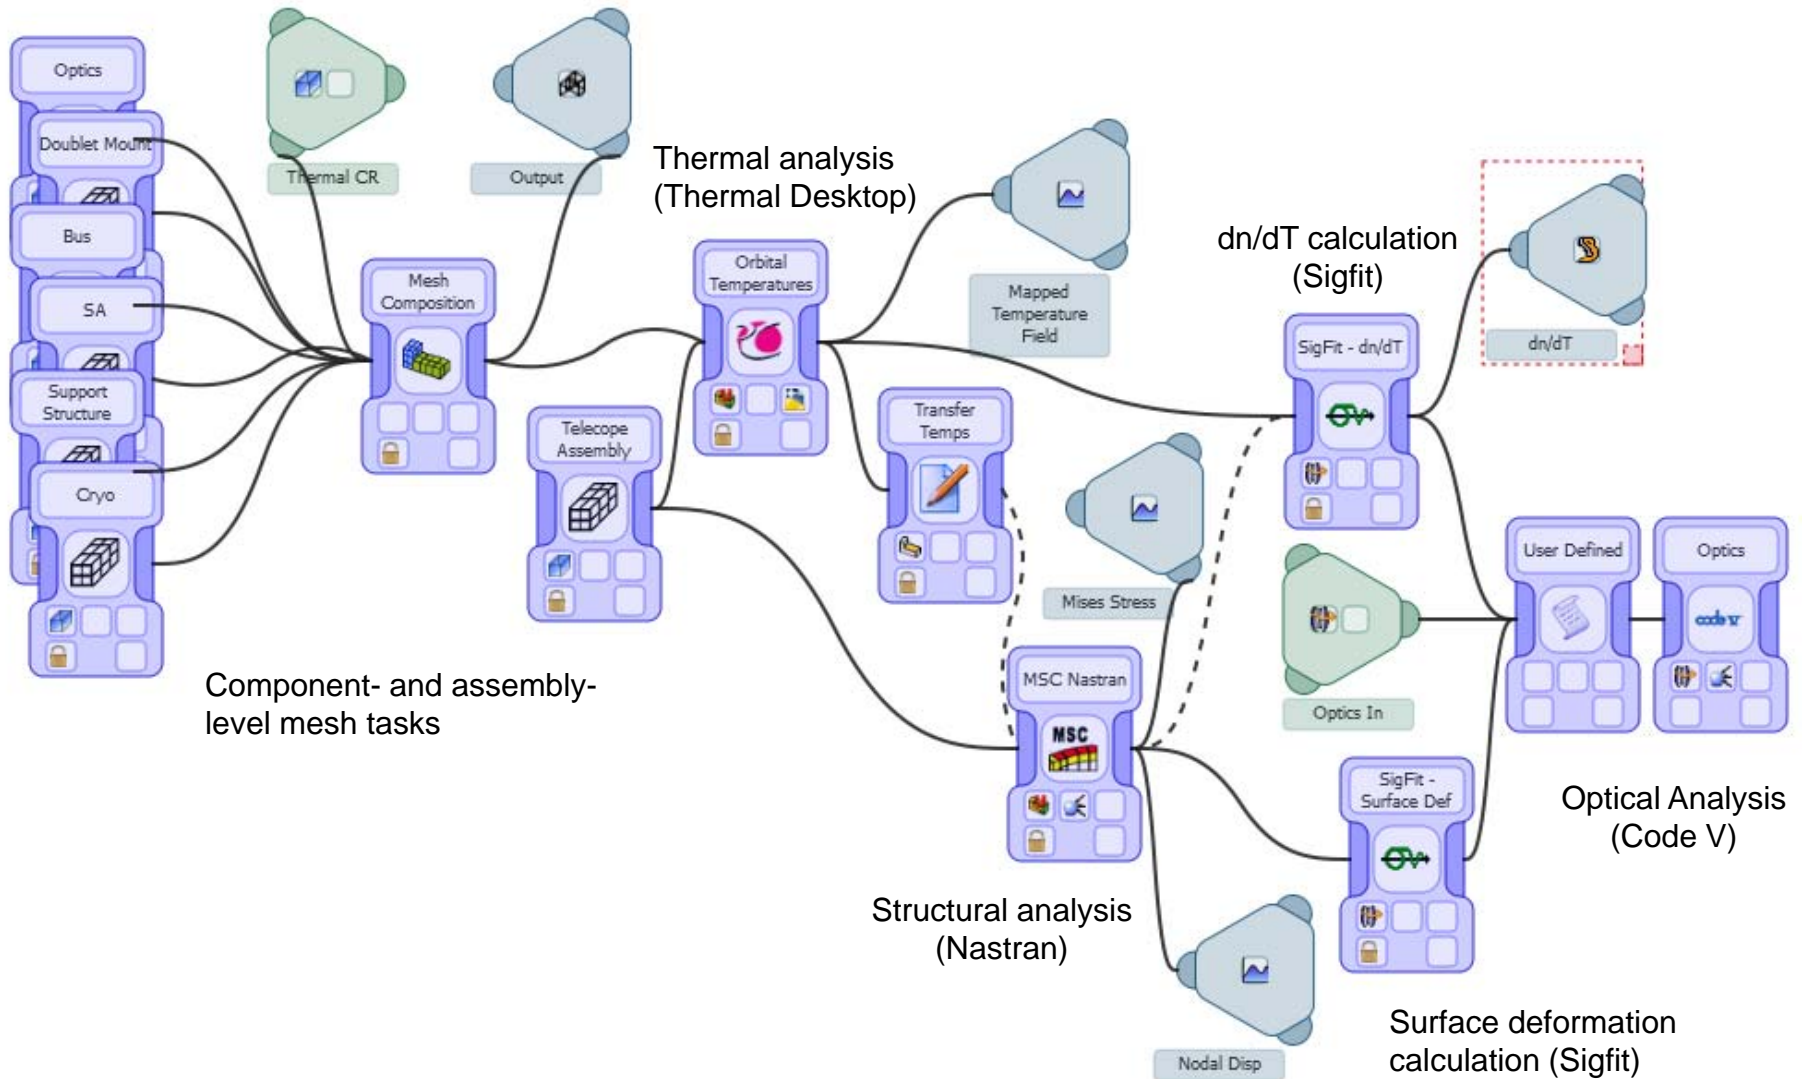 Optics
Doublet Mount
Bus
SA
Support
Structure
Cryo
Thermal CR
Output
Mesh
Composition
Component- and assembly-
level mesh tasks
Telecope
Assembly
Thermal analysis
(Thermal Desktop)
Orbital
Temperatures
Mapped
Temperature
Field
Transfer
Temps
Mises Stress
MSC Nastran
MSC
Structural analysis
(Nastran)
Nodal Disp
dn/dT calculation
(Sigfit)
SigFit - dn/dT
dn/dT
Optics In
User Defined
Optics
code V
Optical Analysis
(Code V)
SigFit -
Surface Def
Surface deformation
calculation (Sigfit)